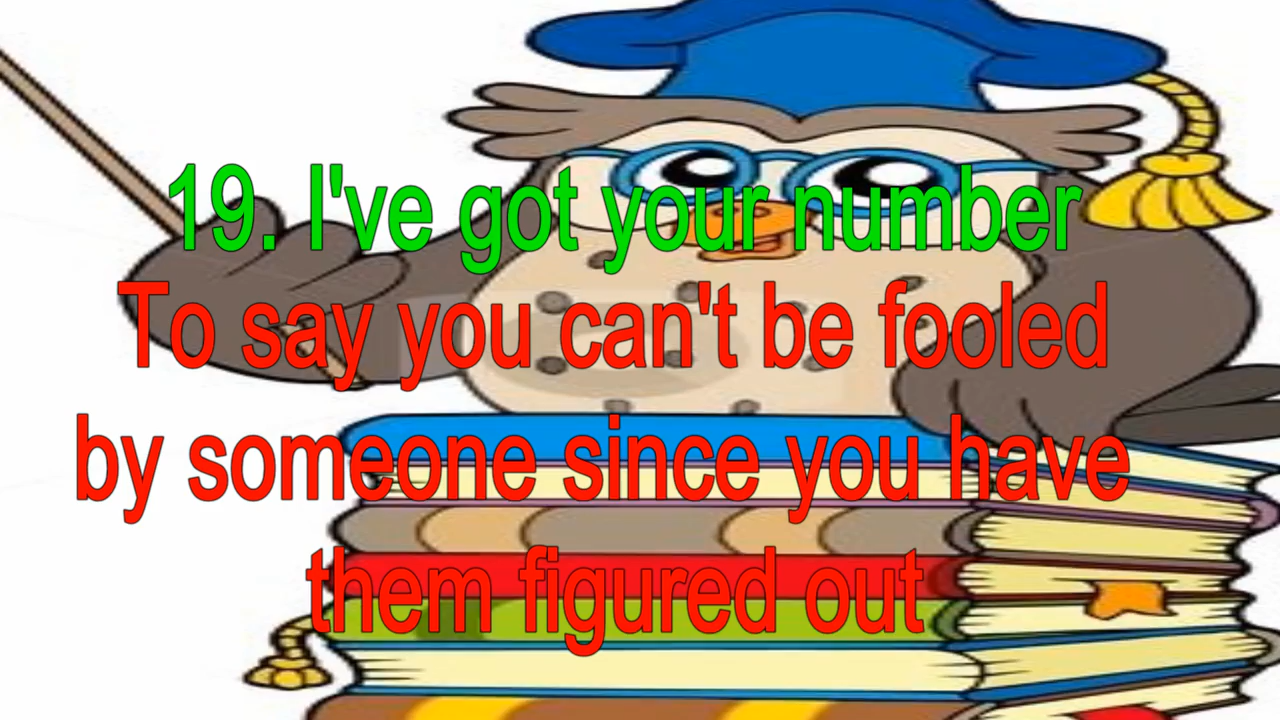 19. I've got your number
To say you can't be fooled
by someone since you have
them figured out